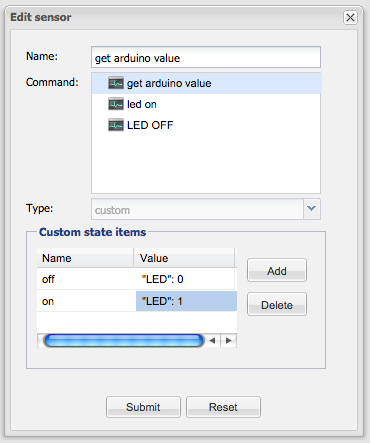 Edit sensor
Name: get arduino value
Command: get arduino value
led on
LED OFF
Type: custom
Custom state items
Name Value
off "LED": 0 Add
on "LED": 1 Delete
Submit Reset